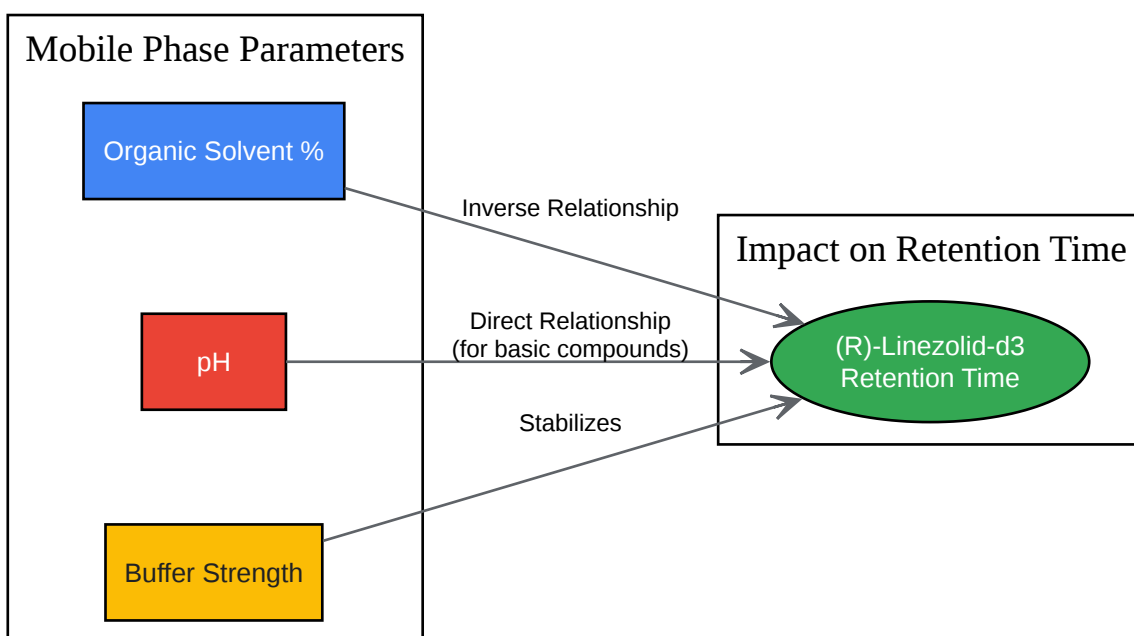 Mobile Phase Parameters
Organic Solvent %
pH
Buffer Strength
Inverse Relationship
Direct Relationship
(for basic compounds)
Stabilizes
Impact on Retention Time
(R)-Linezolid-d3
Retention Time